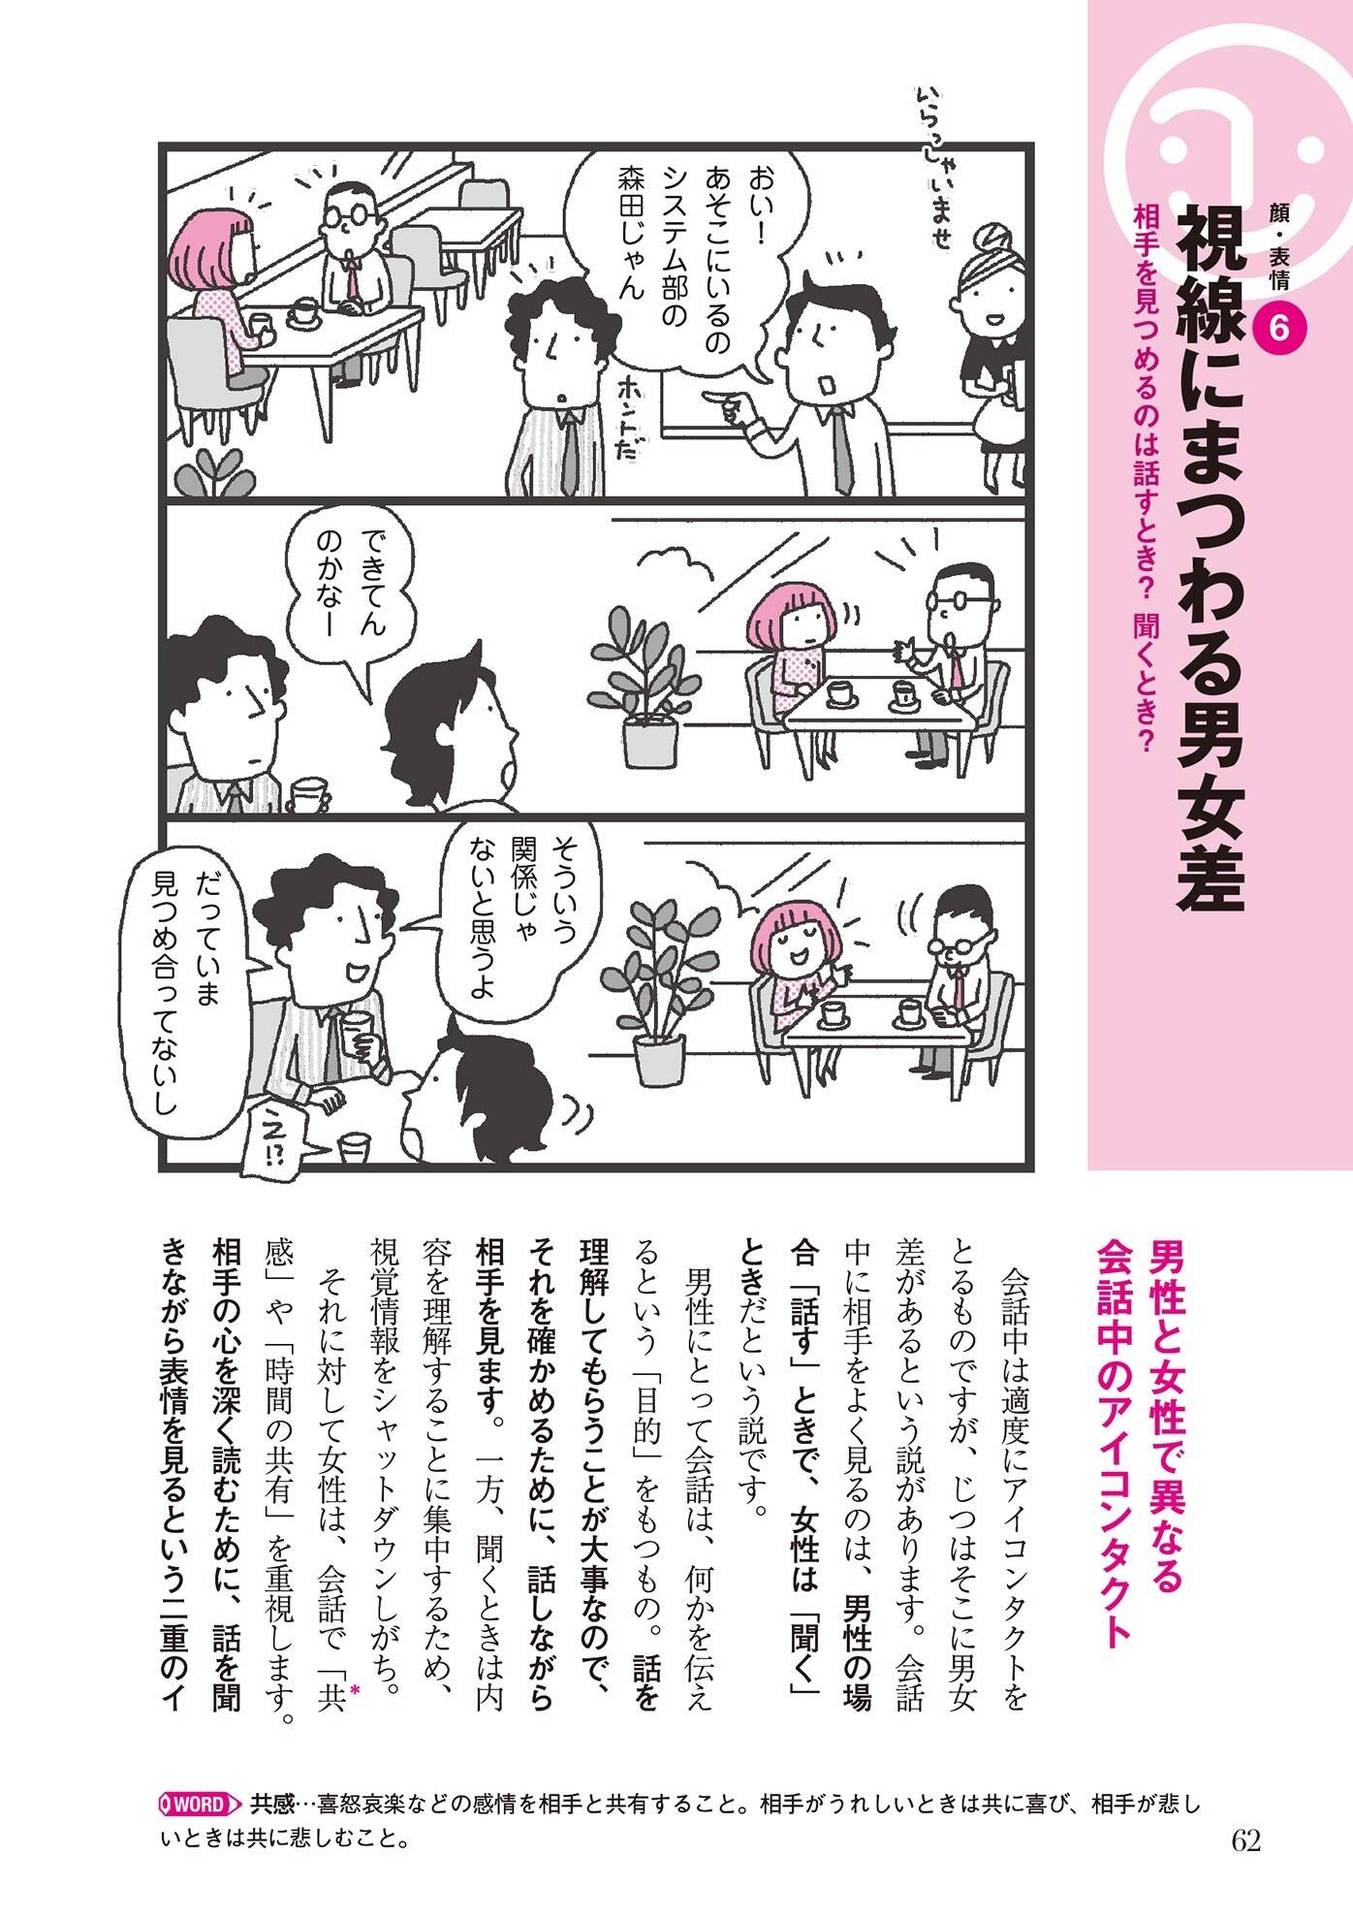 顔・表情
6
視線にまつわる男女差
相手を見つめるのは話すとき？ 聞くとき？
いらっしゃいませ
おい！
あそこにいるの
システム部の
森田じゃん
ホントだ
できてん
のかなー
そういう
関係じゃ
ないと思うよ
だっていま
見つめ合ってないし
え!?
男性と女性で異なる
会話中のアイコンタクト
会話中は適度にアイコンタクトを
とるものですが、じつはそこに男女
差があるという説があります。会話
中に相手をよく見るのは、男性の場
合「話す」ときで、女性は「聞く」
ときだという説です。
男性にとって会話は、何かを伝え
るという「目的」をもつもの。話を
理解してもらうことが大事なので、
それを確かめるために、話しながら
相手を見ます。一方、聞くときは内
容を理解することに集中するため、
視覚情報をシャットダウンしがち。
それに対して女性は、会話で「共*
感」や「時間の共有」を重視します。
相手の心を深く読むために、話を聞
きながら表情を見るという二重のイ
WORD 共感…喜怒哀楽などの感情を相手と共有すること。相手がうれしいときは共に喜び、相手が悲し
いときは共に悲しむこと。
62